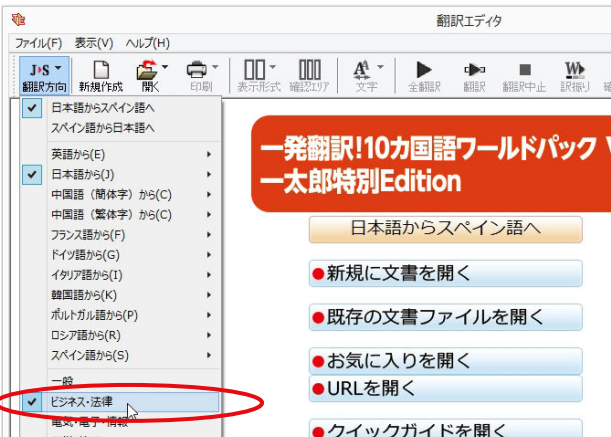 翻訳エディタ
ファイル(F) 表示(V) ヘルプ(H)
J▸S
翻訳方向 新規作成 開く 印刷 表示形式 確認エリア 文字 全翻訳 翻訳 翻訳中止 訳振り
日本語からスペイン語へ
スペイン語から日本語へ
英語から(E)
日本語から(J)
中国語（簡体字）から(C)
中国語（繁体字）から(C)
フランス語から(F)
ドイツ語から(G)
イタリア語から(I)
韓国語から(K)
ポルトガル語から(P)
ロシア語から(R)
スペイン語から(S)
一般
ビジネス・法律
電気・電子・情報
一発翻訳!10カ国語ワールドパック
一太郎特別Edition
日本語からスペイン語へ
●新規に文書を開く
●既存の文書ファイルを開く
●お気に入りを開く
●URLを開く
●クイックガイドを開く